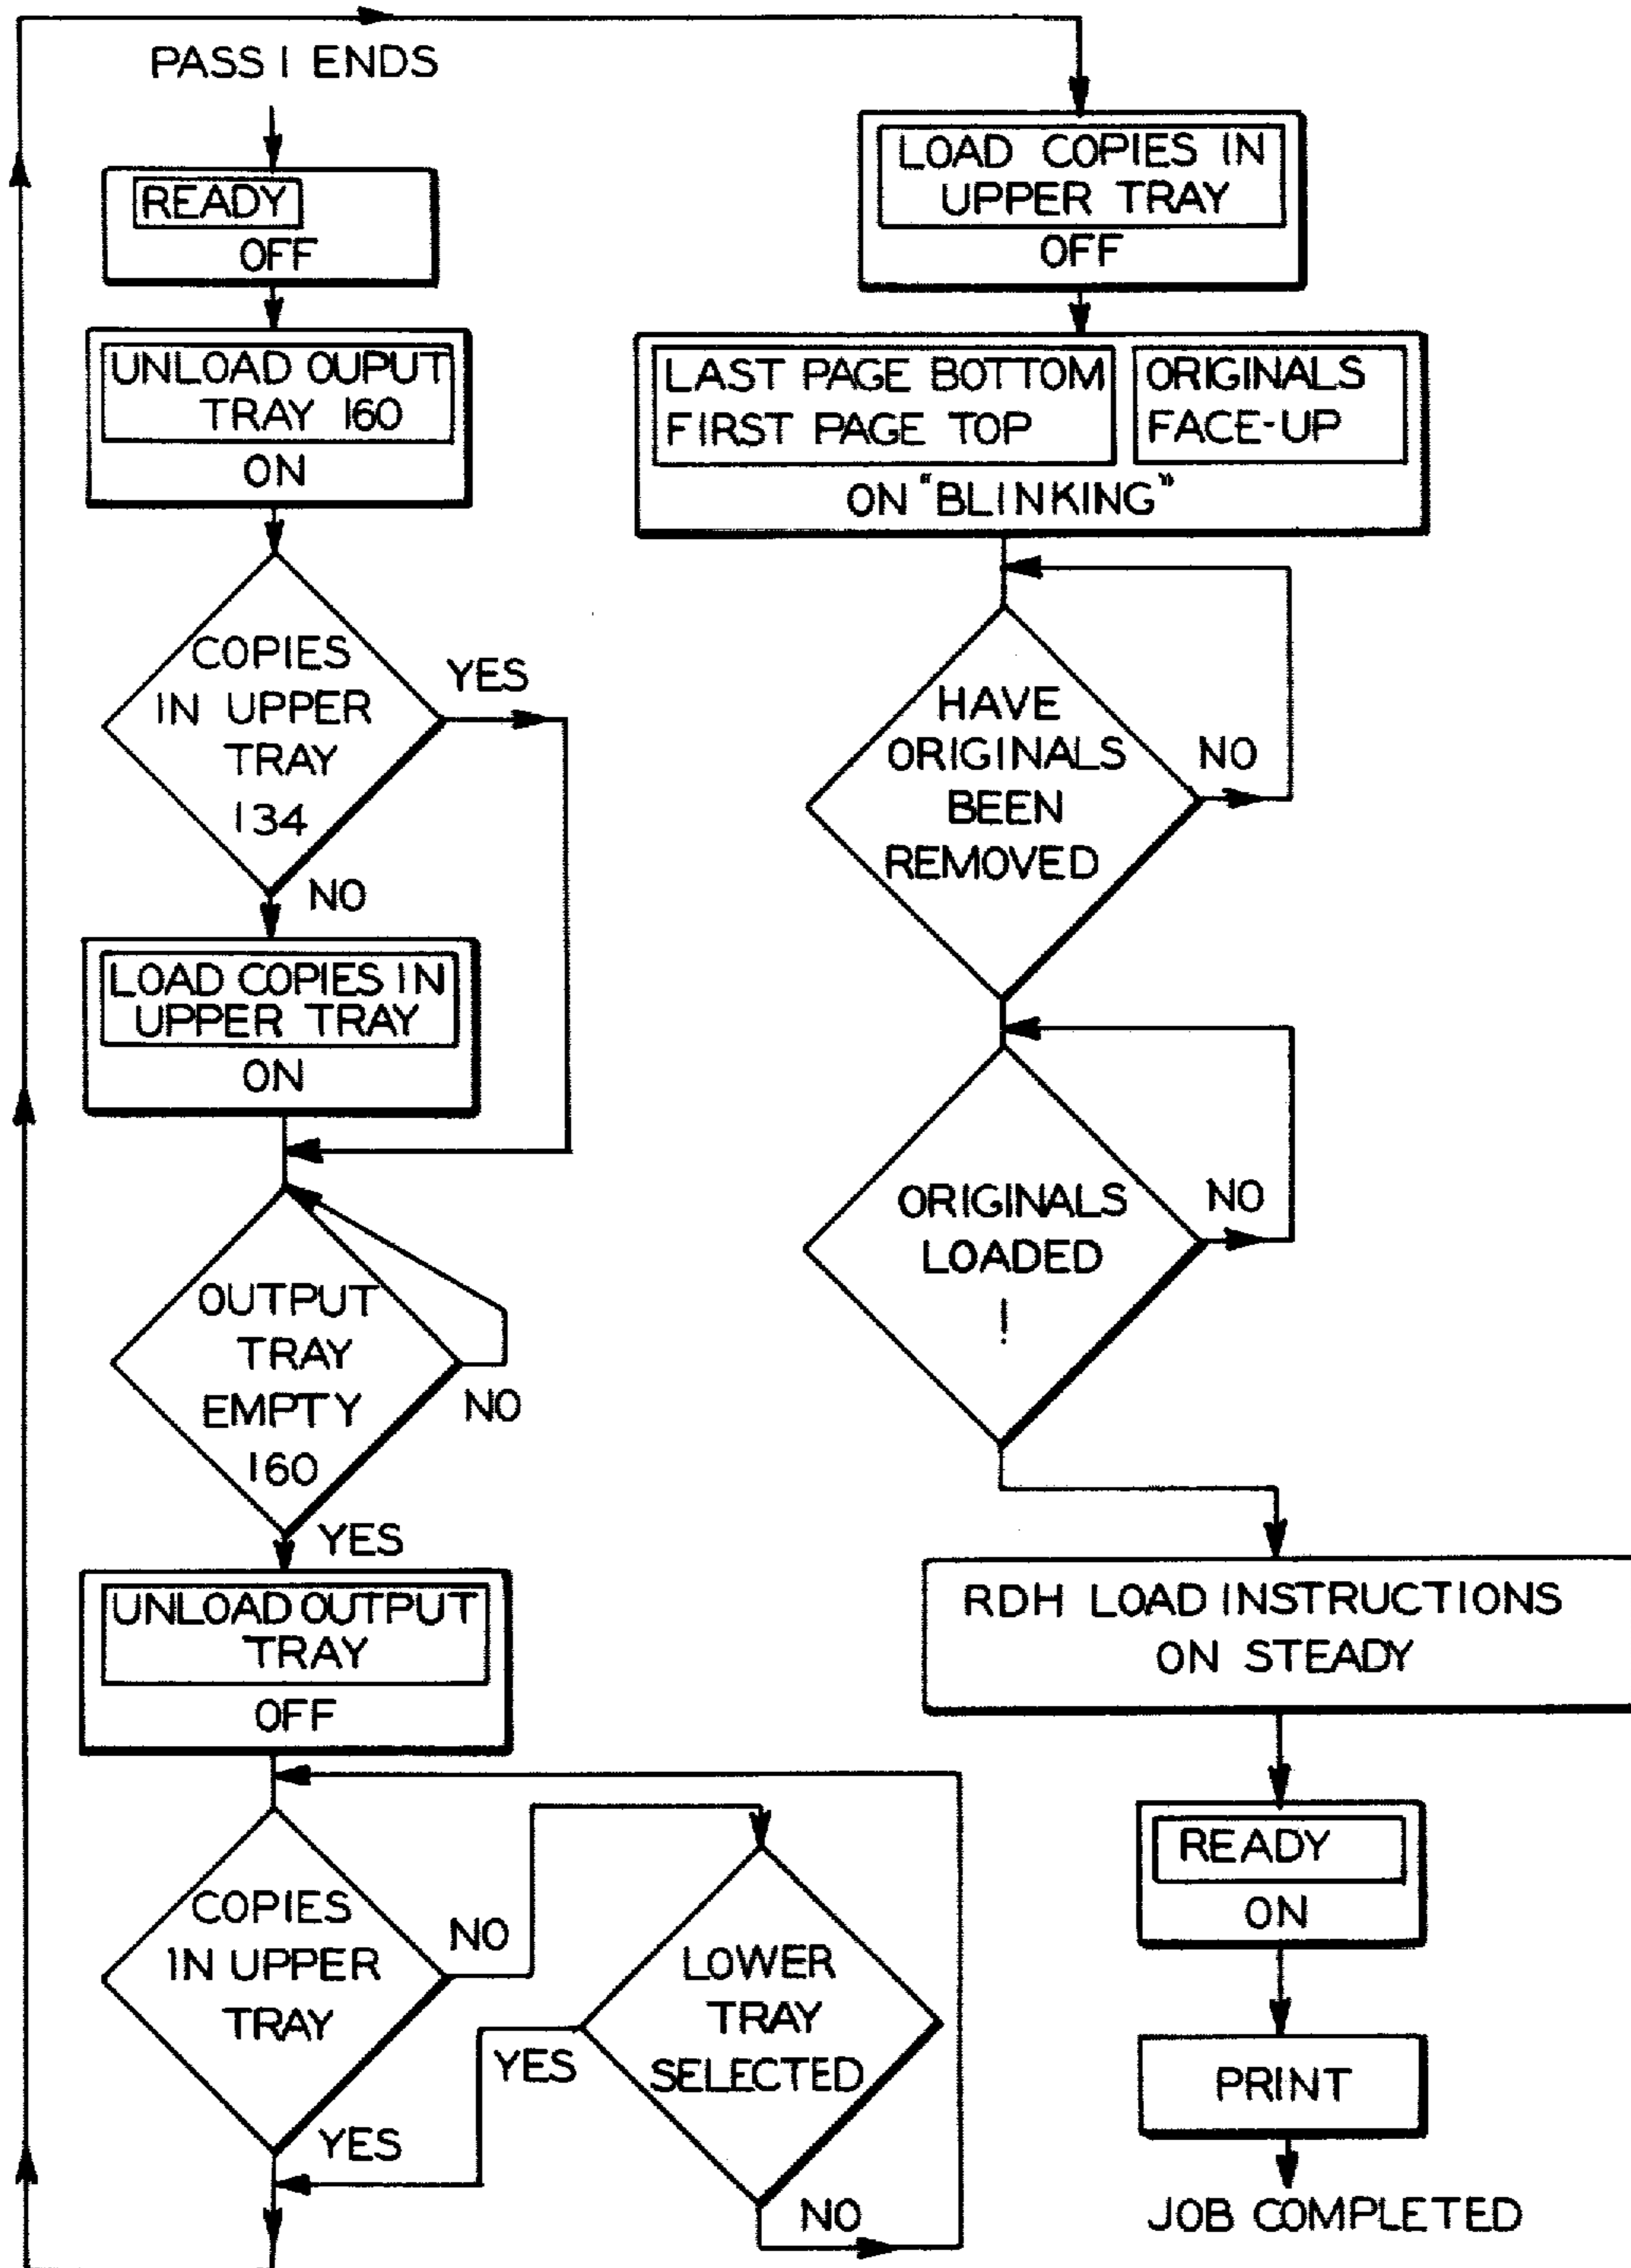 PASS 1 ENDS
READY
OFF
UNLOAD OUPUT
TRAY 160
ON
COPIES
IN UPPER
TRAY
134
YES
NO
LOAD COPIES IN
UPPER TRAY
ON
OUTPUT
TRAY
EMPTY
160
NO
YES
UNLOAD OUTPUT
TRAY
OFF
COPIES
IN UPPER
TRAY
NO
YES
LOWER
TRAY
SELECTED
YES
NO
LOAD COPIES IN
UPPER TRAY
OFF
LAST PAGE BOTTOM
FIRST PAGE TOP
ORIGINALS
FACE-UP
ON "BLINKING"
HAVE
ORIGINALS
BEEN
REMOVED
NO
ORIGINALS
LOADED
!
NO
RDH LOAD INSTRUCTIONS
ON STEADY
READY
ON
PRINT
JOB COMPLETED